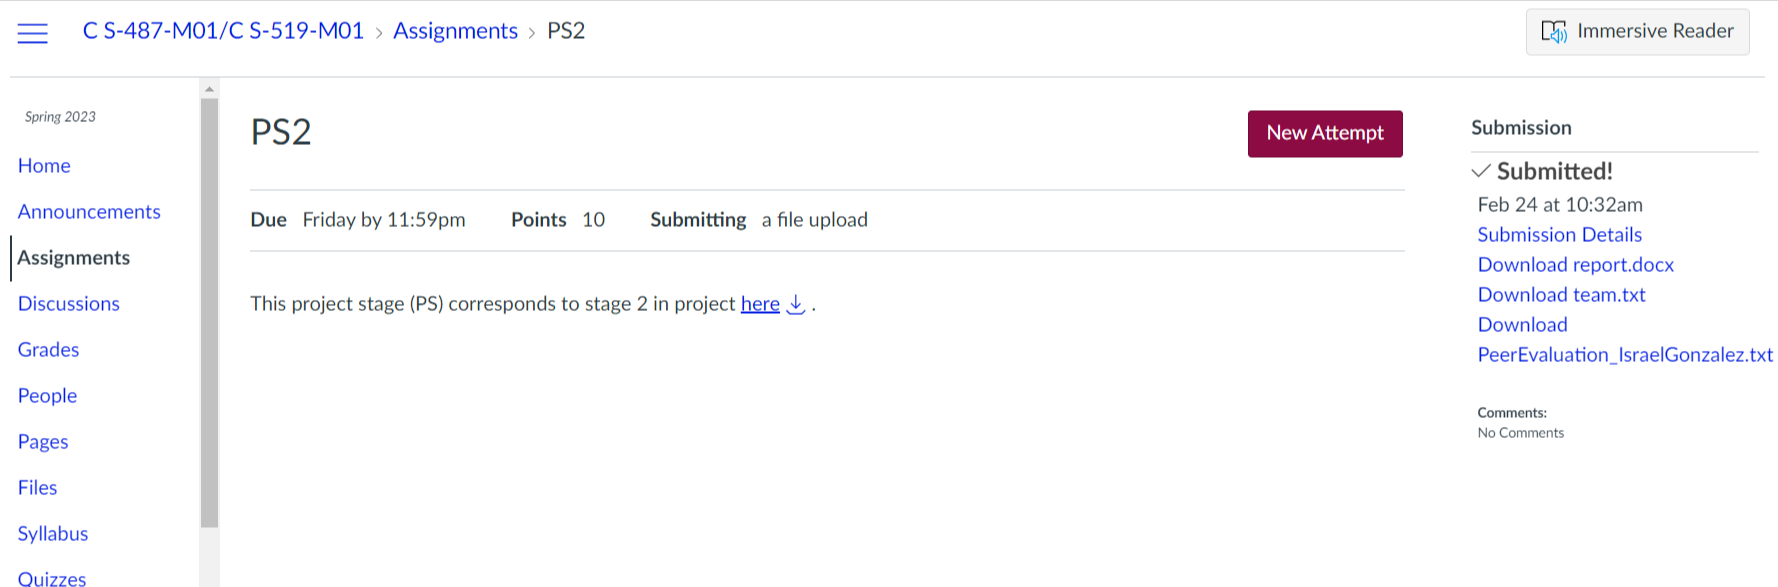 C S-487-M01/C S-519-M01 › Assignments › PS2
Immersive Reader
Spring 2023
Home
Announcements
Assignments
Discussions
Grades
People
Pages
Files
Syllabus
Quizzes
PS2
New Attempt
Due Friday by 11:59pm Points 10 Submitting a file upload
This project stage (PS) corresponds to stage 2 in project here .
Submission
Submitted!
Feb 24 at 10:32am
Submission Details
Download report.docx
Download team.txt
Download
PeerEvaluation_IsraelGonzalez.txt
Comments:
No Comments